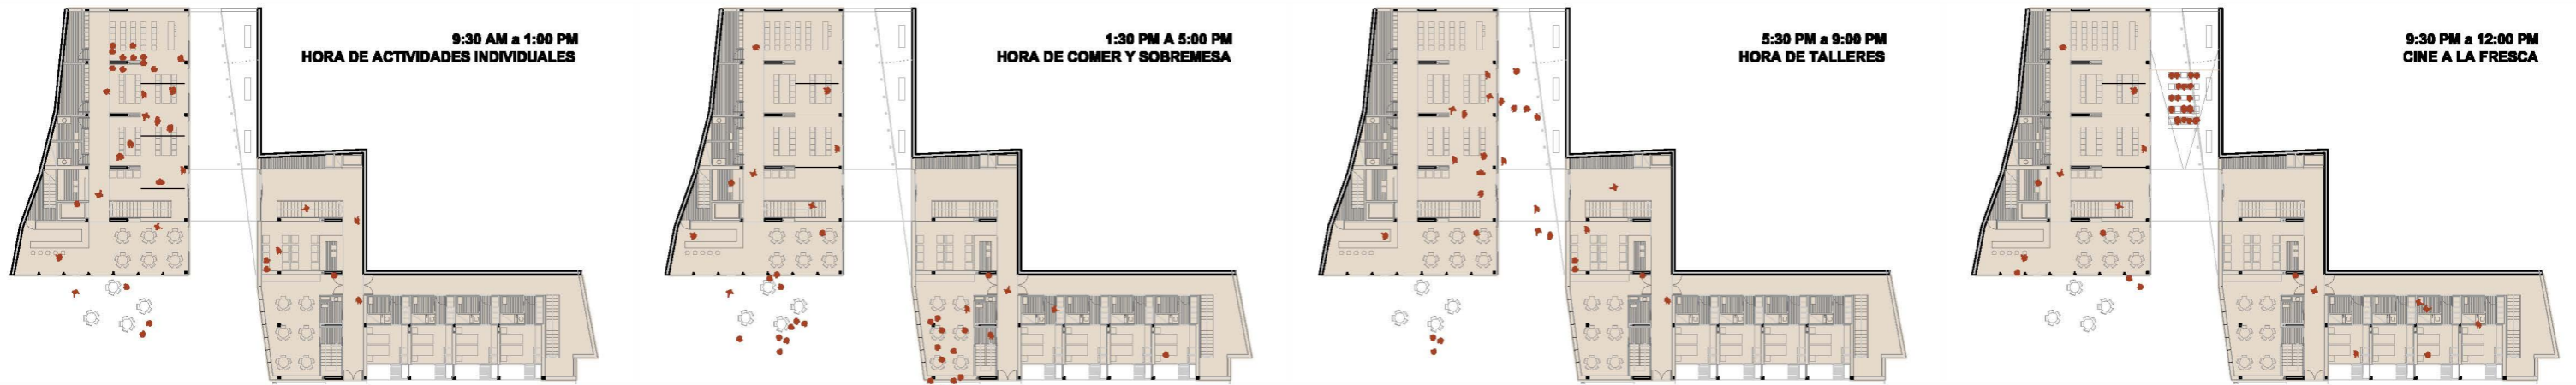 9:30 AM a 1:00 PM
HORA DE ACTIVIDADES INDIVIDUALES
1:30 PM A 5:00 PM
HORA DE COMER Y SOBREMESA
5:30 PM a 9:00 PM
HORA DE TALLERES
9:30 PM a 12:00 PM
CINE A LA FRESCA